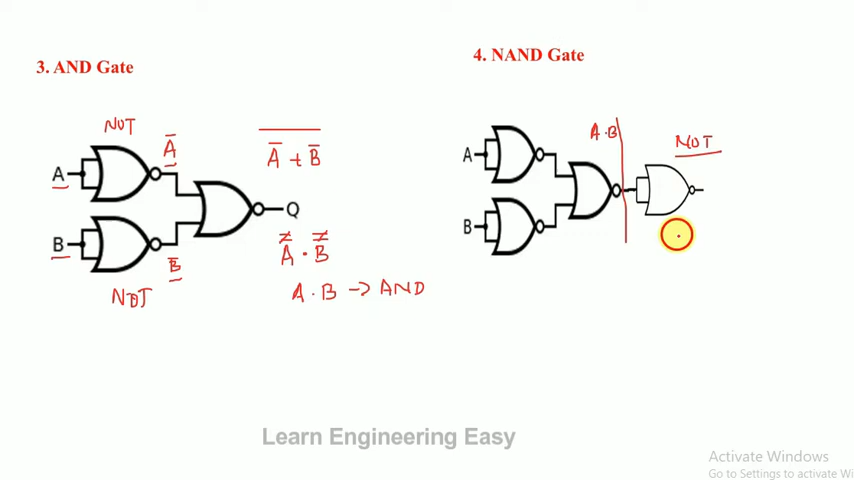 3. AND Gate
NOT
A
Ā
B
B̄
NOT
Q
\overline{Ā + B̄}
A̿ . B̿
A . B → AND
4. NAND Gate
A
B
A.B
NOT
Learn Engineering Easy
Activate Windows
Go to Settings to activate Wi